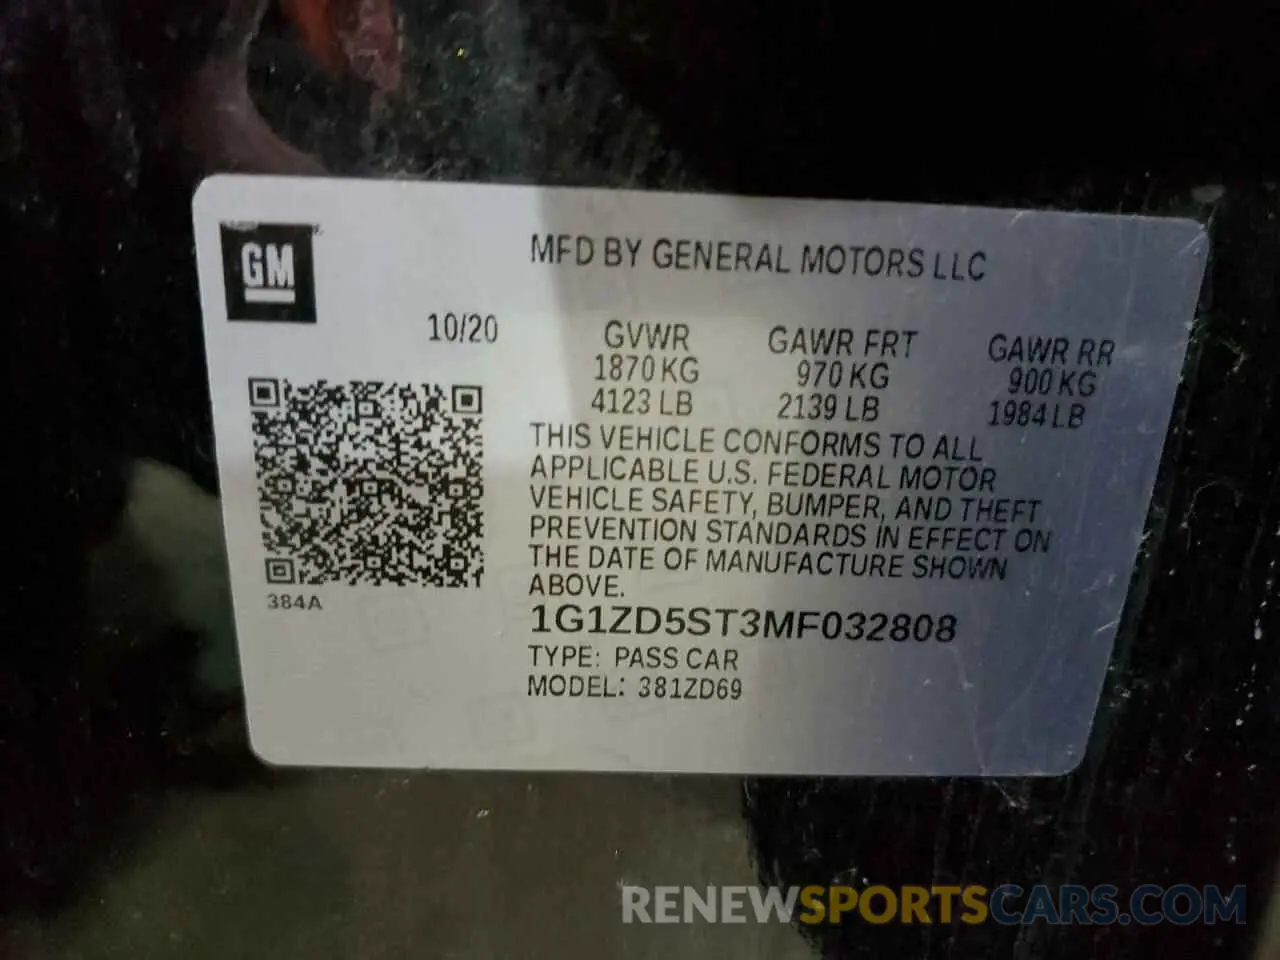 GM
MFD BY GENERAL MOTORS LLC
10/20
GVWR GAWR FRT GAWR RR
1870 KG 970 KG 900 KG
4123 LB 2139 LB 1984 LB
THIS VEHICLE CONFORMS TO ALL
APPLICABLE U.S. FEDERAL MOTOR
VEHICLE SAFETY, BUMPER, AND THEFT
PREVENTION STANDARDS IN EFFECT ON
THE DATE OF MANUFACTURE SHOWN
ABOVE.
384A
1G1ZD5ST3MF032808
TYPE: PASS CAR
MODEL: 381ZD69
RENEWSPORTSCARS.COM